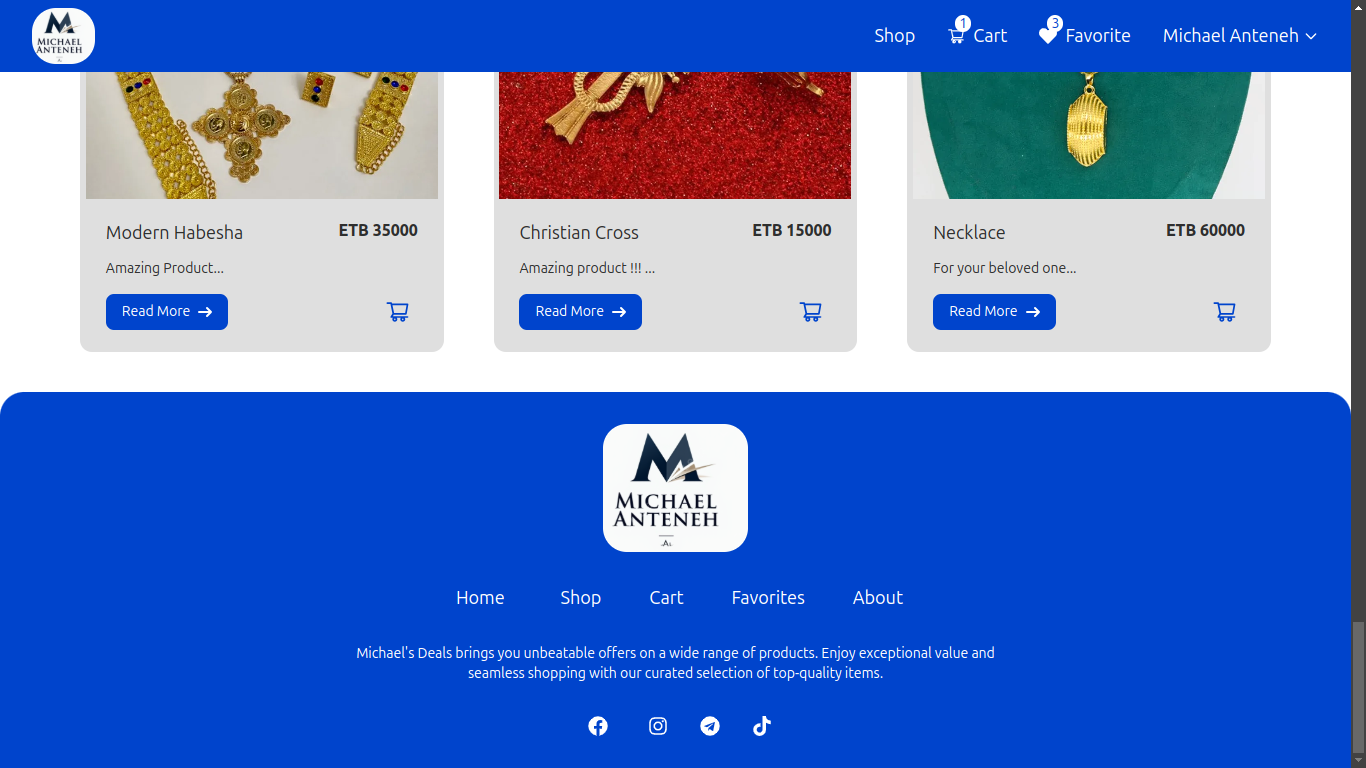 MICHAEL
ANTENEH
Shop
1
Cart
3
Favorite
Michael Anteneh
Modern Habesha
ETB 35000
Amazing Product...
Read More
Christian Cross
ETB 15000
Amazing product !!! ...
Read More
Necklace
ETB 60000
For your beloved one...
Read More
MICHAEL
ANTENEH
Home
Shop
Cart
Favorites
About
Michael's Deals brings you unbeatable offers on a wide range of products. Enjoy exceptional value and
seamless shopping with our curated selection of top-quality items.